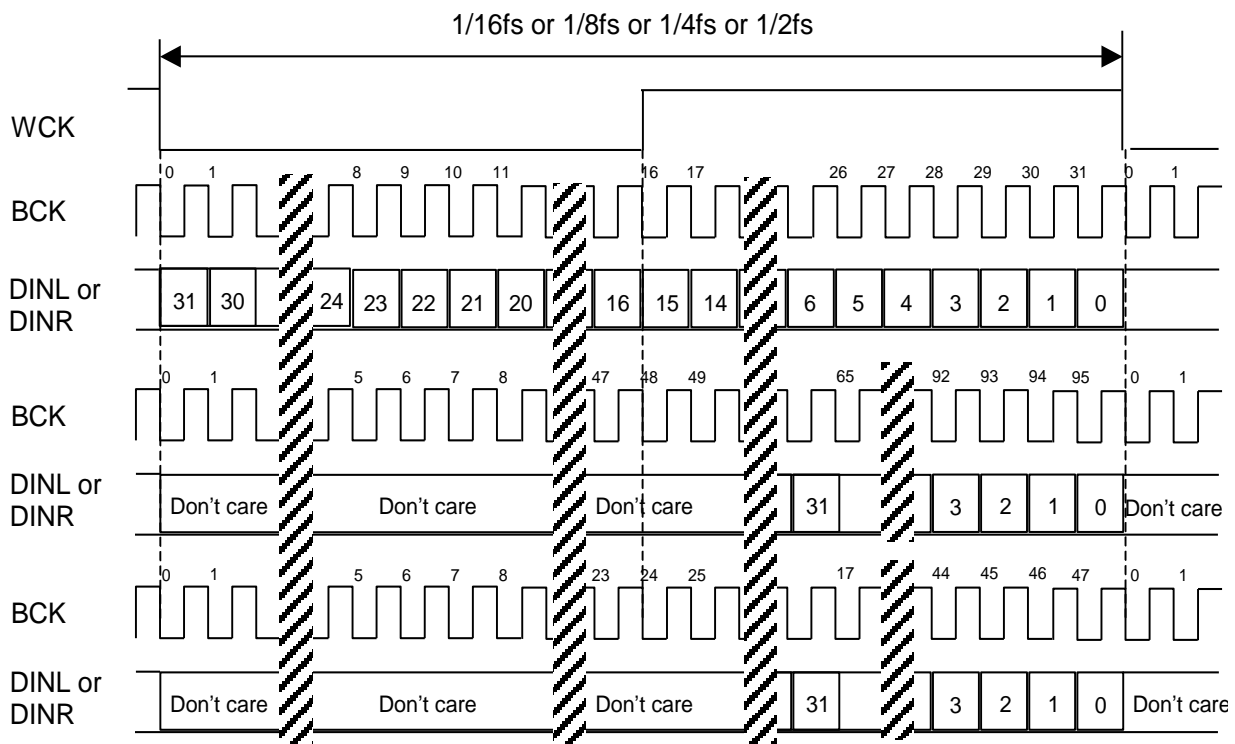 1/16fs or 1/8fs or 1/4fs or 1/2fs
WCK
0 1 8 9 10 11 16 17 26 27 28 29 30 31 0 1
BCK
DINL or
DINR
31 30 24 23 22 21 20 16 15 14 6 5 4 3 2 1 0
0 1 5 6 7 8 47 48 49 65 92 93 94 95 0 1
BCK
DINL or
DINR
Don't care Don't care Don't care 31 3 2 1 0 Don't care
0 1 5 6 7 8 23 24 25 17 44 45 46 47 0 1
BCK
DINL or
DINR
Don't care Don't care Don't care 31 3 2 1 0 Don't care